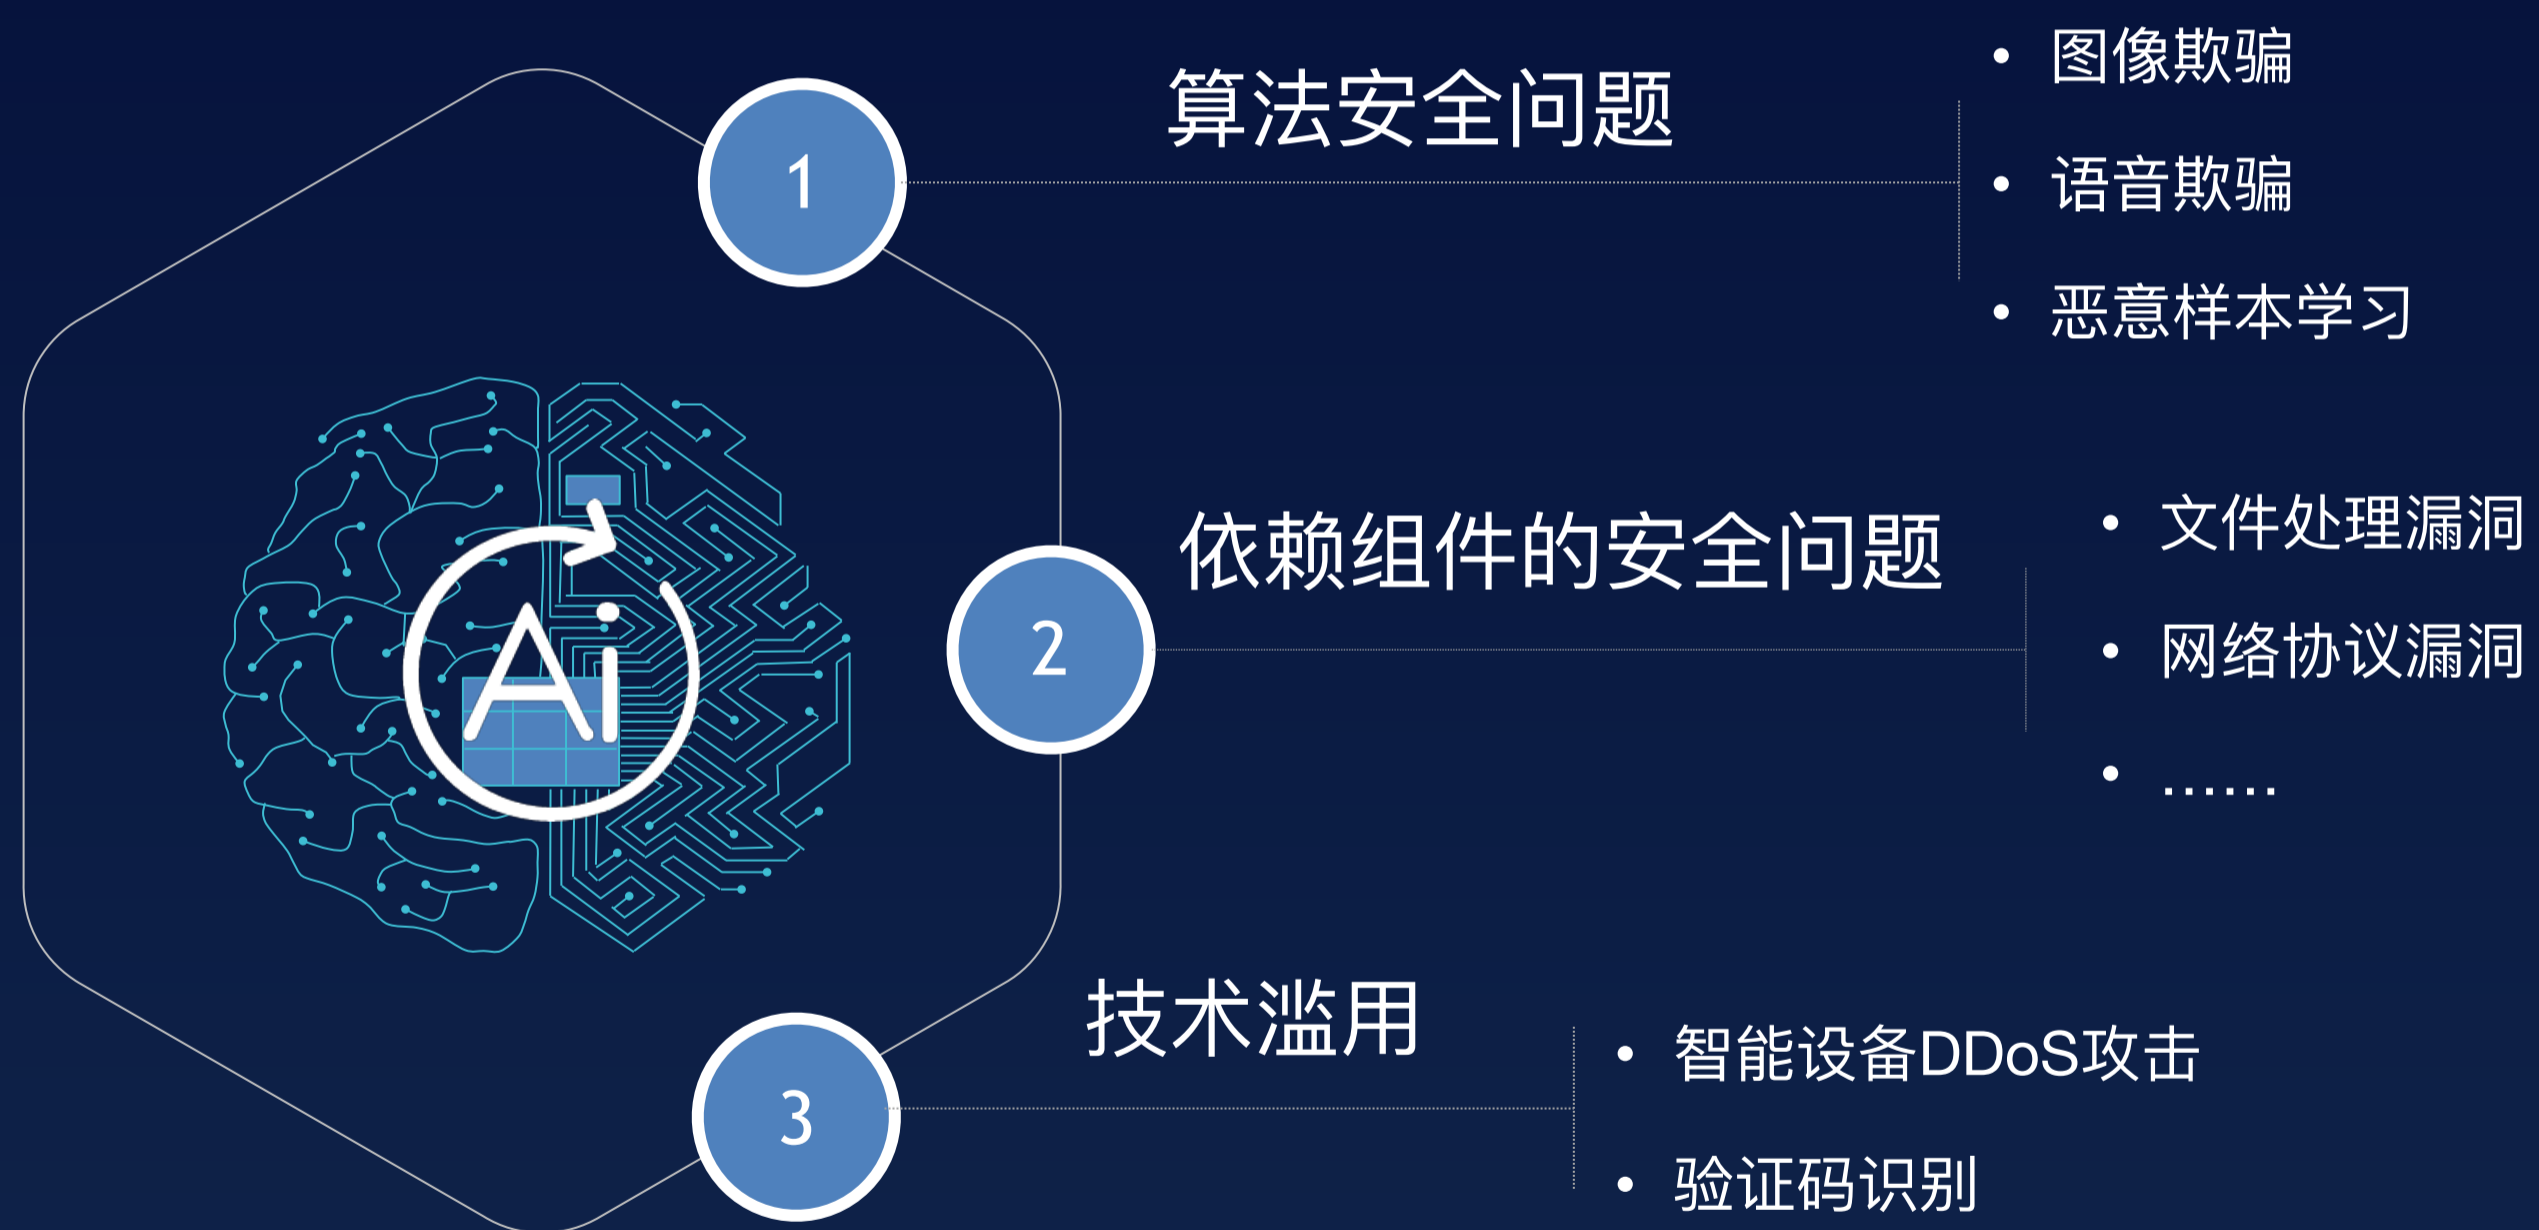 1
算法安全问题
• 图像欺骗
• 语音欺骗
• 恶意样本学习
Ai
2
依赖组件的安全问题
• 文件处理漏洞
• 网络协议漏洞
• ……
3
技术滥用
• 智能设备DDoS攻击
• 验证码识别